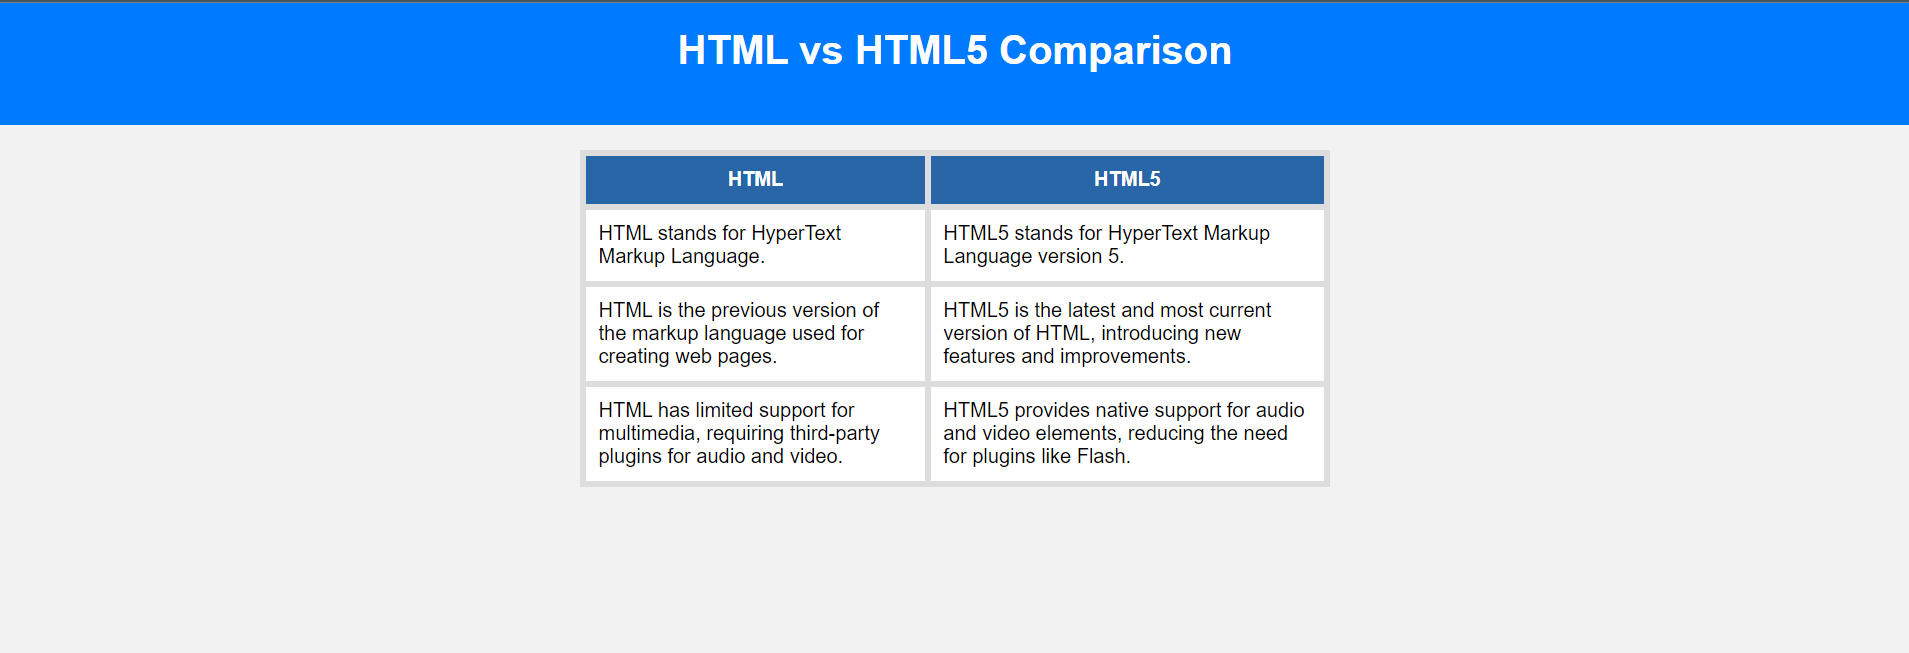 HTML vs HTML5 Comparison
HTML
HTML5
HTML stands for HyperText
Markup Language.
HTML5 stands for HyperText Markup
Language version 5.
HTML is the previous version of
the markup language used for
creating web pages.
HTML5 is the latest and most current
version of HTML, introducing new
features and improvements.
HTML has limited support for
multimedia, requiring third-party
plugins for audio and video.
HTML5 provides native support for audio
and video elements, reducing the need
for plugins like Flash.